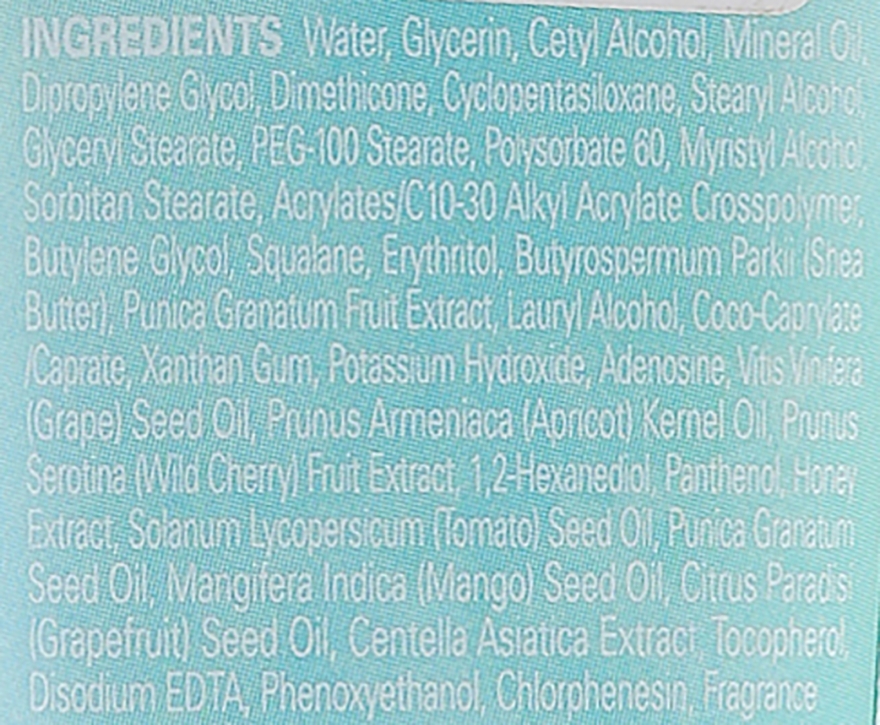 INGREDIENTS Water, Glycerin, Cetyl Alcohol, Mineral Oil,
Dipropylene Glycol, Dimethicone, Cyclopentasiloxane, Stearyl Alcohol,
Glyceryl Stearate, PEG-100 Stearate, Polysorbate 60, Myristyl Alcohol,
Sorbitan Stearate, Acrylates/C10-30 Alkyl Acrylate Crosspolymer,
Butylene Glycol, Squalane, Erythritol, Butyrospermum Parkii (Shea
Butter), Punica Granatum Fruit Extract, Lauryl Alcohol, Coco-Caprylate
/Caprate, Xanthan Gum, Potassium Hydroxide, Adenosine, Vitis Vinifera
(Grape) Seed Oil, Prunus Armeniaca (Apricot) Kernel Oil, Prunus
Serotina (Wild Cherry) Fruit Extract, 1,2-Hexanediol, Panthenol, Honey
Extract, Solanum Lycopersicum (Tomato) Seed Oil, Punica Granatum
Seed Oil, Mangifera Indica (Mango) Seed Oil, Citrus Paradisi
(Grapefruit) Seed Oil, Centella Asiatica Extract, Tocopherol,
Disodium EDTA, Phenoxyethanol, Chlorphenesin, Fragrance